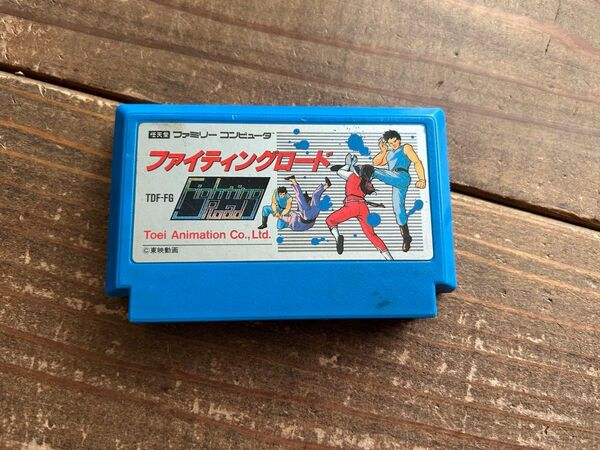 任天堂 ファミリー コンピュータ
ファイティングロード
TDF-FG
Fighting
Road
Toei Animation Co., Ltd.
©東映動画